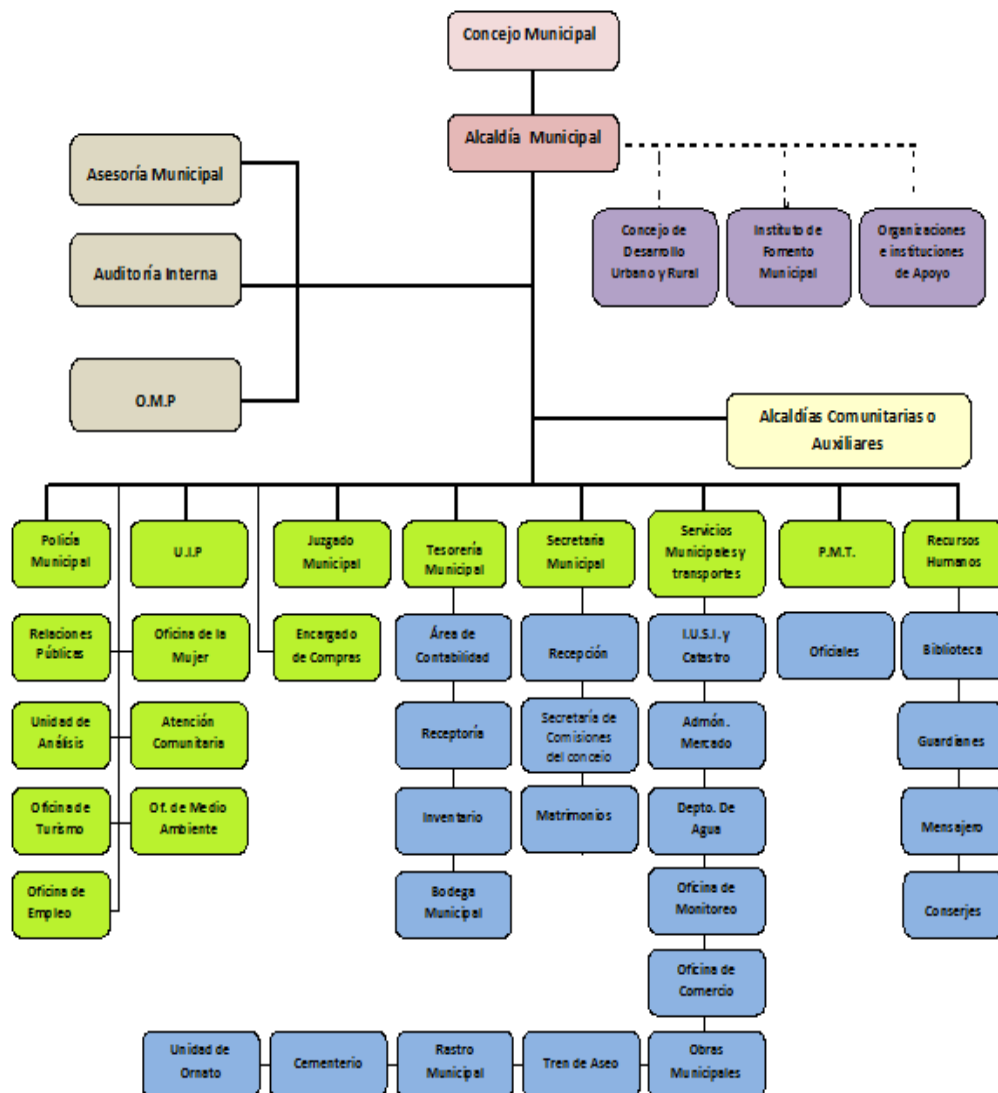 Concejo Municipal
Alcaldía Municipal
Asesoría Municipal
Auditoría Interna
O.M.P
Concejo de
Desarrollo
Urbano y Rural
Instituto de
Fomento
Municipal
Organizaciones
e instituciones
de Apoyo
Alcaldías Comunitarias o
Auxiliares
Policía
Municipal
U.I.P
Juzgado
Municipal
Tesorería
Municipal
Secretaria
Municipal
Servicios
Municipales y
transportes
P.M.T.
Recursos
Humanos
Relaciones
Públicas
Oficina de la
Mujer
Encargado
de Compras
Área de
Contabilidad
Recepción
I.U.S.I. y
Catastro
Oficiales
Biblioteca
Unidad de
Análisis
Atención
Comunitaria
Receptoría
Secretaría de
Comisiones
del concejo
Admón.
Mercado
Guardianes
Oficina de
Turismo
Of. de Medio
Ambiente
Inventario
Matrimonios
Depto. De
Agua
Mensajero
Oficina de
Empleo
Bodega
Municipal
Oficina de
Monitoreo
Conserjes
Oficina de
Comercio
Unidad de
Ornato
Cementerio
Rastro
Municipal
Tren de Aseo
Obras
Municipales